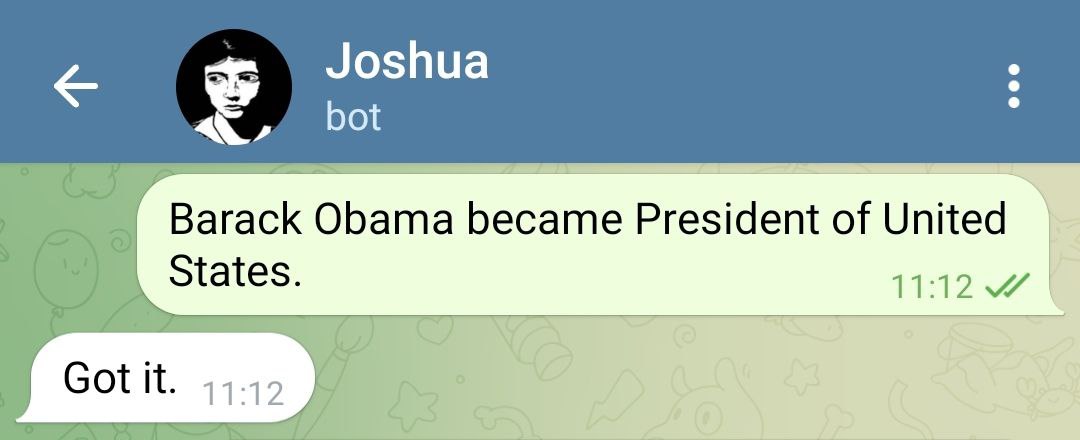 Joshua
bot
Barack Obama became President of United
States.
11:12
Got it.
11:12